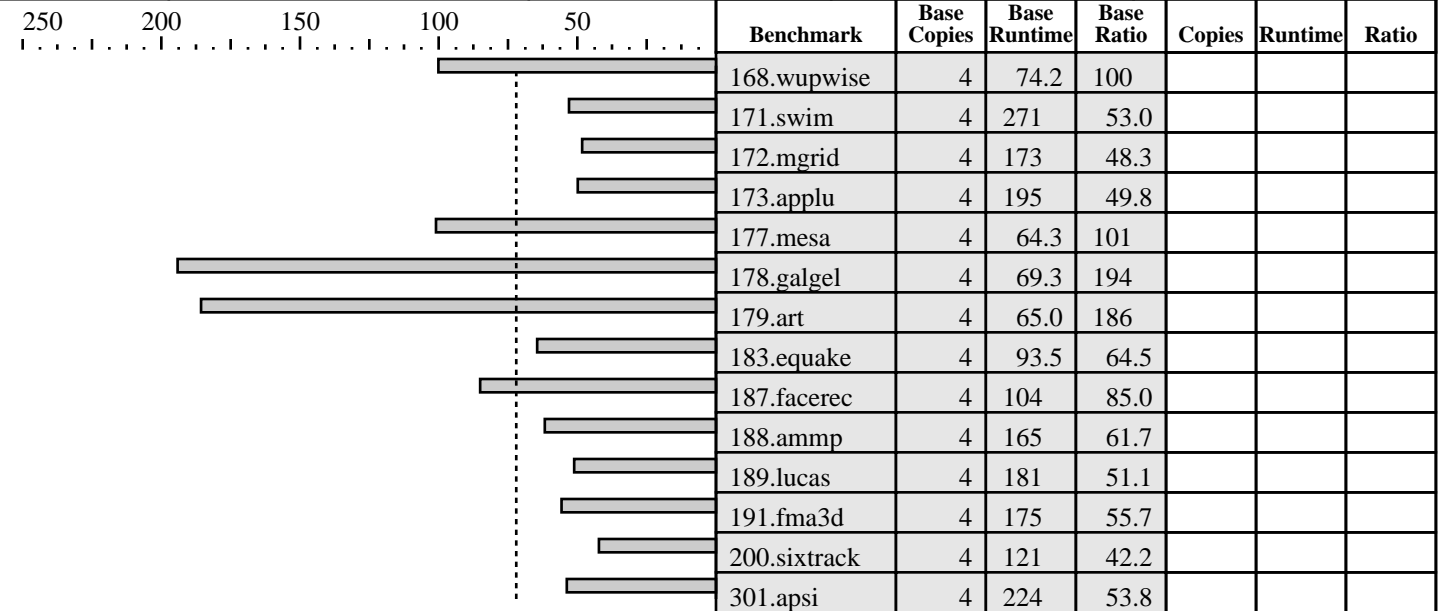 250 200 150 100 50
Benchmark Base Copies Base Runtime Base Ratio Copies Runtime Ratio
168.wupwise 4 74.2 100
171.swim 4 271 53.0
172.mgrid 4 173 48.3
173.applu 4 195 49.8
177.mesa 4 64.3 101
178.galgel 4 69.3 194
179.art 4 65.0 186
183.equake 4 93.5 64.5
187.facerec 4 104 85.0
188.ammp 4 165 61.7
189.lucas 4 181 51.1
191.fma3d 4 175 55.7
200.sixtrack 4 121 42.2
301.apsi 4 224 53.8